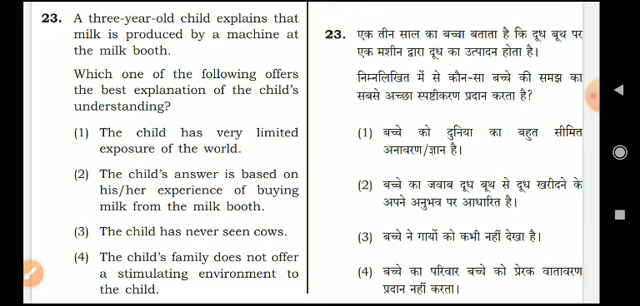 23. A three-year-old child explains that
milk is produced by a machine at
the milk booth.
Which one of the following offers
the best explanation of the child's
understanding?
(1) The child has very limited
exposure of the world.
(2) The child's answer is based on
his/her experience of buying
milk from the milk booth.
(3) The child has never seen cows.
(4) The child's family does not offer
a stimulating environment to
the child.
23. एक तीन साल का बच्चा बताता है कि दूध बूथ पर
एक मशीन द्वारा दूध का उत्पादन होता है।
निम्नलिखित में से कौन-सा बच्चे की समझ का
सबसे अच्छा स्पष्टीकरण प्रदान करता है?
(1) बच्चे को दुनिया का बहुत सीमित
अनावरण/ज्ञान है।
(2) बच्चे का जवाब दूध बूथ से दूध खरीदने के
अपने अनुभव पर आधारित है।
(3) बच्चे ने गायों को कभी नहीं देखा है।
(4) बच्चे का परिवार बच्चे को प्रेरक वातावरण
प्रदान नहीं करता।